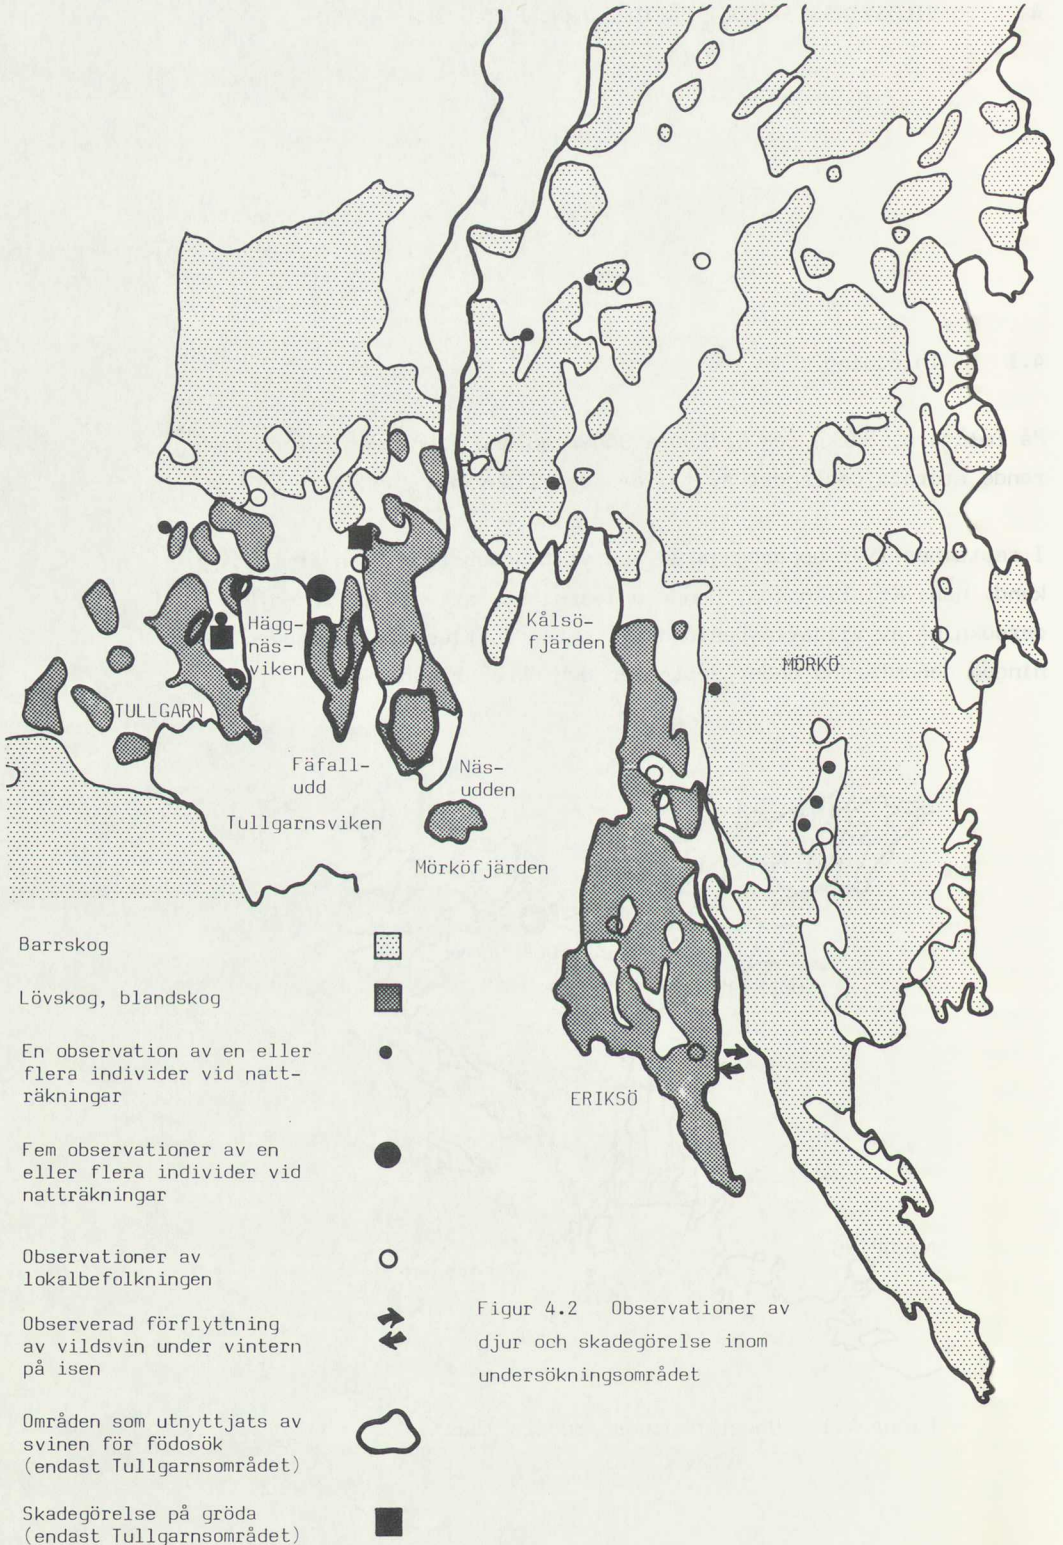 Hägg-
näs-
viken
Kålsö-
fjärden
MÖRKÖ
TULLGARN
Fäfall-
udd
Näs-
udden
Tullgarnsviken
Mörköfjärden
ERIKSÖ
Barrskog
Lövskog, blandskog
En observation av en eller
flera individer vid natt-
räkningar
Fem observationer av en
eller flera individer vid
natträkningar
Observationer av
lokalbefolkningen
Observerad förflyttning
av vildsvin under vintern
på isen
Områden som utnyttjats av
svinen för födosök
(endast Tullgarnsområdet)
Skadegörelse på gröda
(endast Tullgarnsområdet)
Figur 4.2 Observationer av
djur och skadegörelse inom
undersökningsområdet